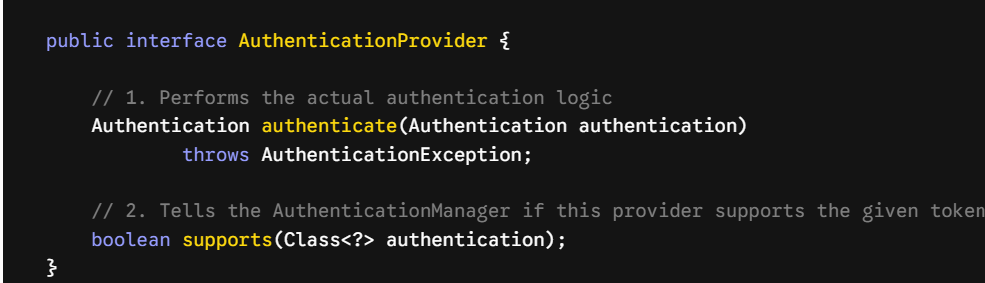 public interface AuthenticationProvider {
// 1. Performs the actual authentication logic
Authentication authenticate(Authentication authentication)
throws AuthenticationException;
// 2. Tells the AuthenticationManager if this provider supports the given token
boolean supports(Class<?> authentication);
}